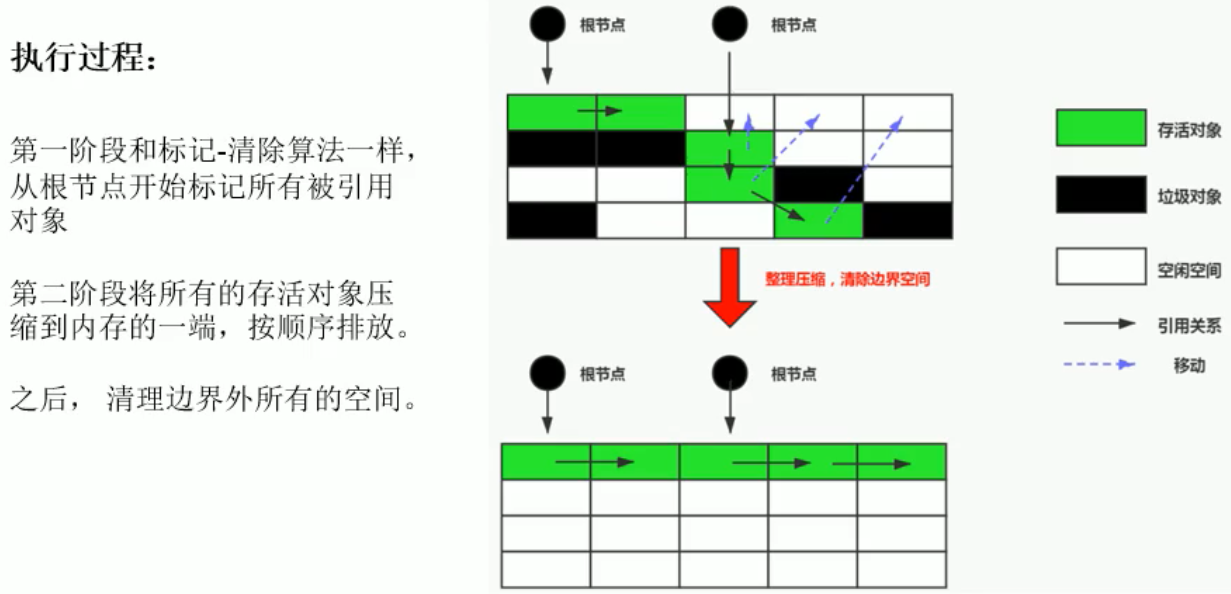 执行过程：
第一阶段和标记-清除算法一样，
从根节点开始标记所有被引用
对象
第二阶段将所有的存活对象压
缩到内存的一端，按顺序排放。
之后， 清理边界外所有的空间。
根节点
根节点
整理压缩，清除边界空间
根节点
根节点
存活对象
垃圾对象
空闲空间
引用关系
移动